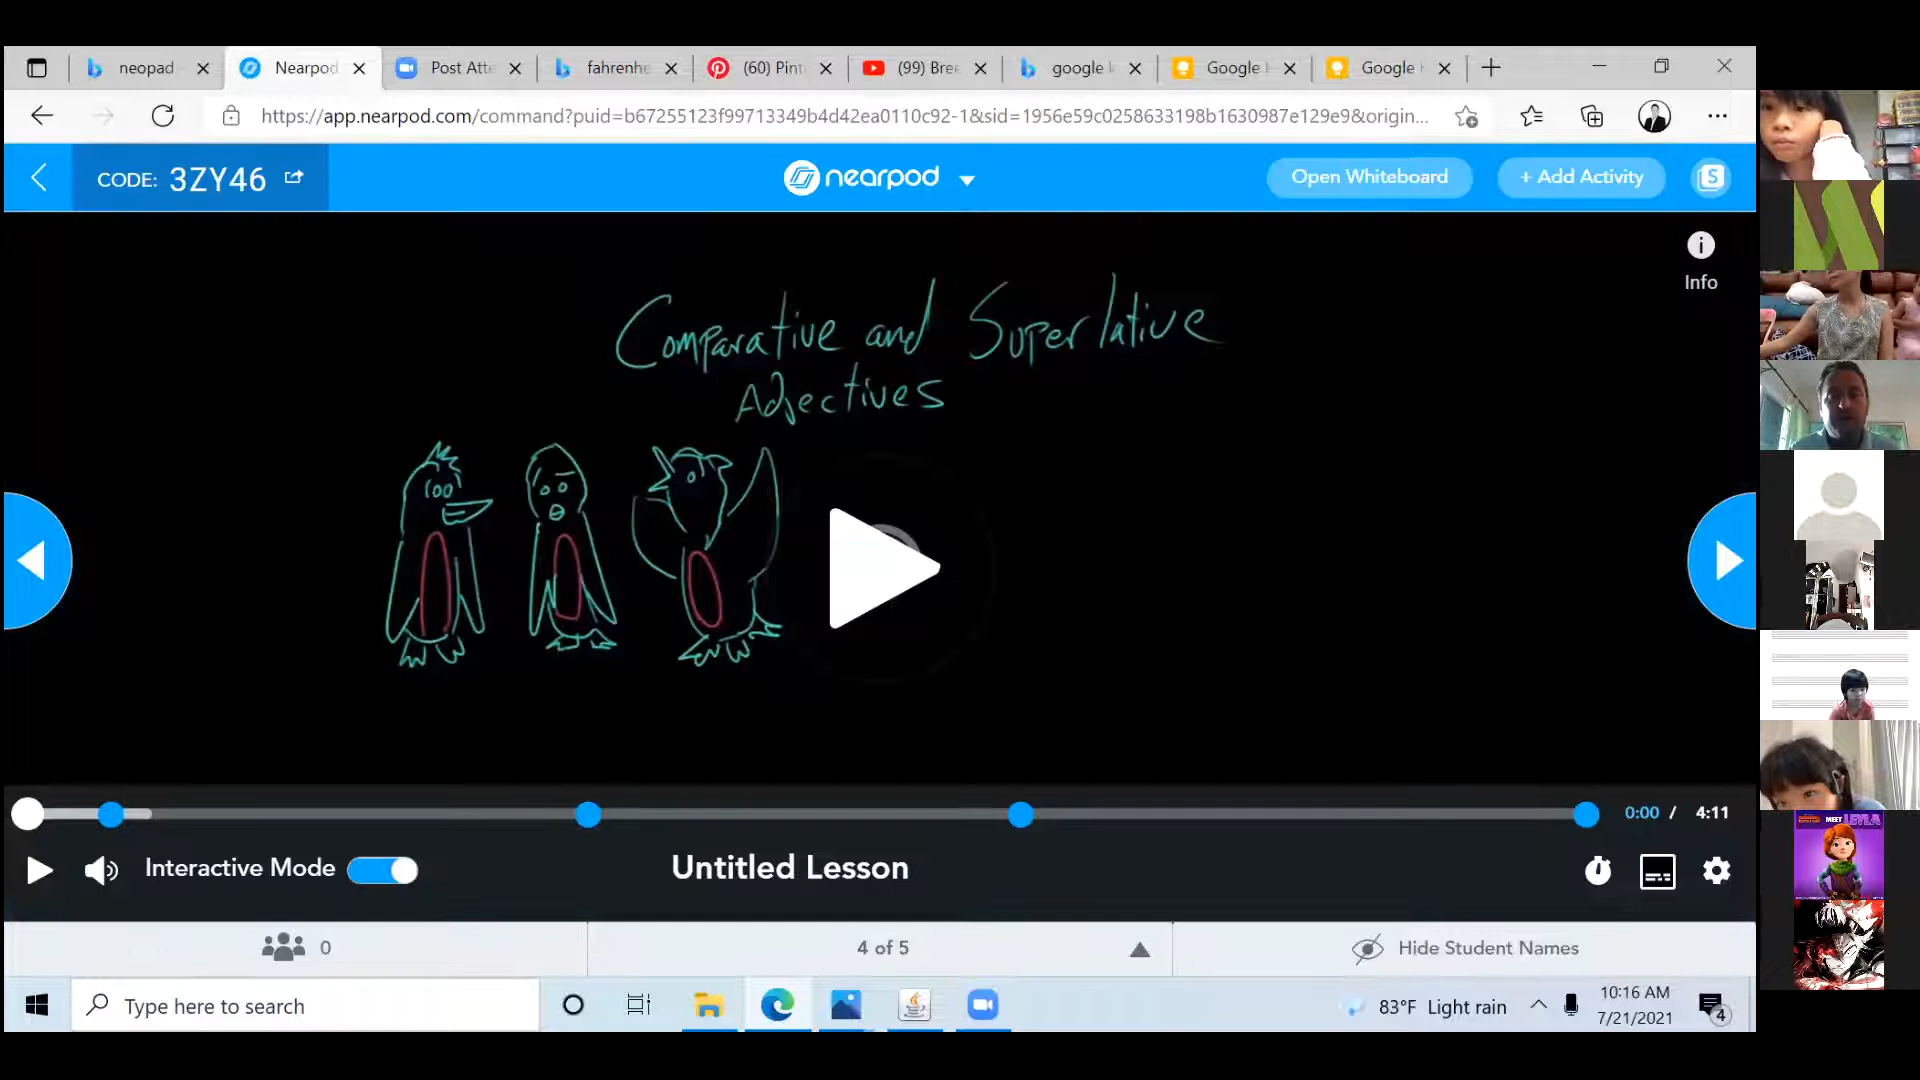 neopad
Nearpod
Post Atte
fahrenhe
(60) Pint
(99) Bre
google l
Google
Google
https://app.nearpod.com/command?puid=b67255123f99713349b4d42ea0110c92-1&sid=1956e59c0258633198b1630987e129e9&origin...
CODE: 3ZY46
nearpod
Open Whiteboard
+ Add Activity
S
Info
Comparative and Superlative
Adjectives
0:00 / 4:11
Interactive Mode
Untitled Lesson
0
4 of 5
Hide Student Names
Type here to search
83°F Light rain
10:16 AM
7/21/2021
4
MEET LEYLA